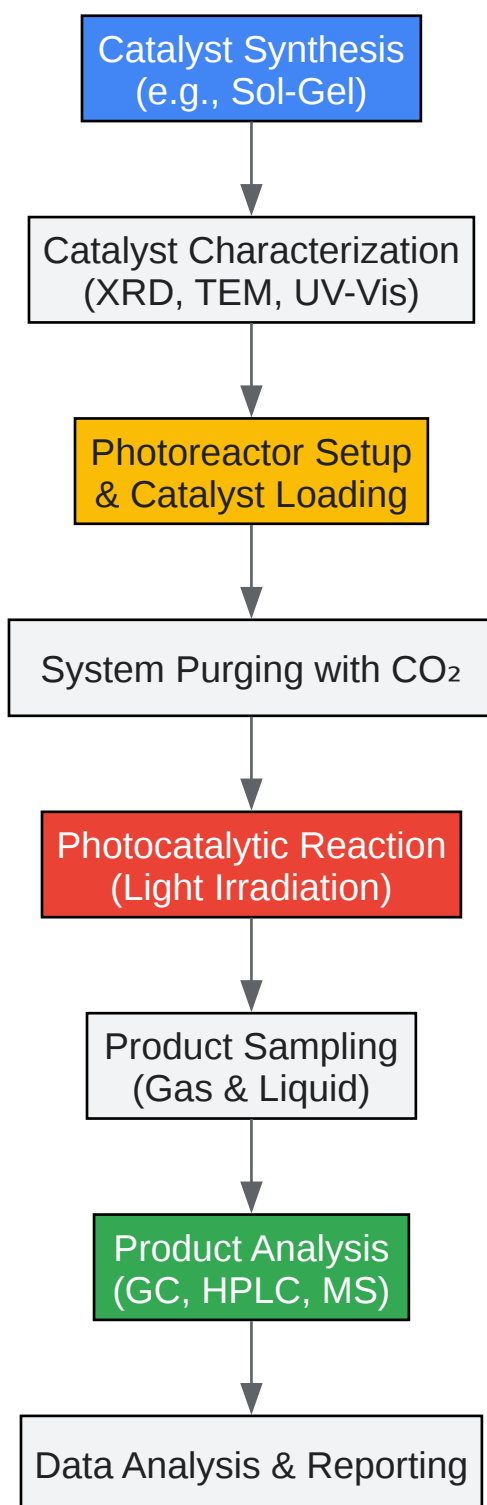 Catalyst Synthesis
(e.g., Sol-Gel)
Catalyst Characterization
(XRD, TEM, UV-Vis)
Photoreactor Setup
& Catalyst Loading
System Purging with CO₂
Photocatalytic Reaction
(Light Irradiation)
Product Sampling
(Gas & Liquid)
Product Analysis
(GC, HPLC, MS)
Data Analysis & Reporting